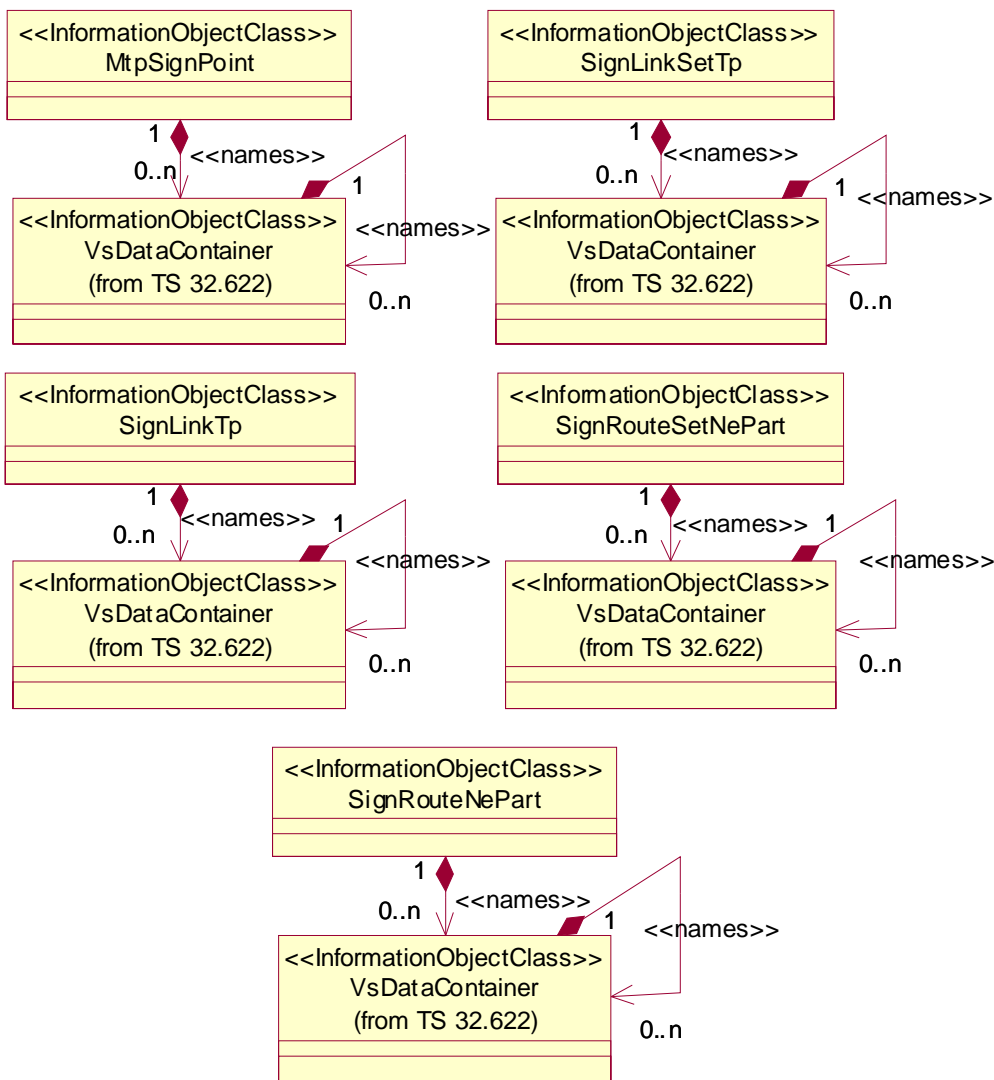 <<InformationObjectClass>>
MtpSignPoint
1
0..n
<<names>>
1
<<InformationObjectClass>>
VsDataContainer
(from TS 32.622)
<<names>>
0..n
<<InformationObjectClass>>
SignLinkSetTp
1
0..n
<<names>>
1
<<InformationObjectClass>>
VsDataContainer
(from TS 32.622)
<<names>>
0..n
<<InformationObjectClass>>
SignLinkTp
1
0..n
<<names>>
1
<<InformationObjectClass>>
VsDataContainer
(from TS 32.622)
<<names>>
0..n
<<InformationObjectClass>>
SignRouteSetNePart
1
0..n
<<names>>
1
<<InformationObjectClass>>
VsDataContainer
(from TS 32.622)
<<names>>
0..n
<<InformationObjectClass>>
SignRouteNePart
1
0..n
<<names>>
1
<<InformationObjectClass>>
VsDataContainer
(from TS 32.622)
<<names>>
0..n